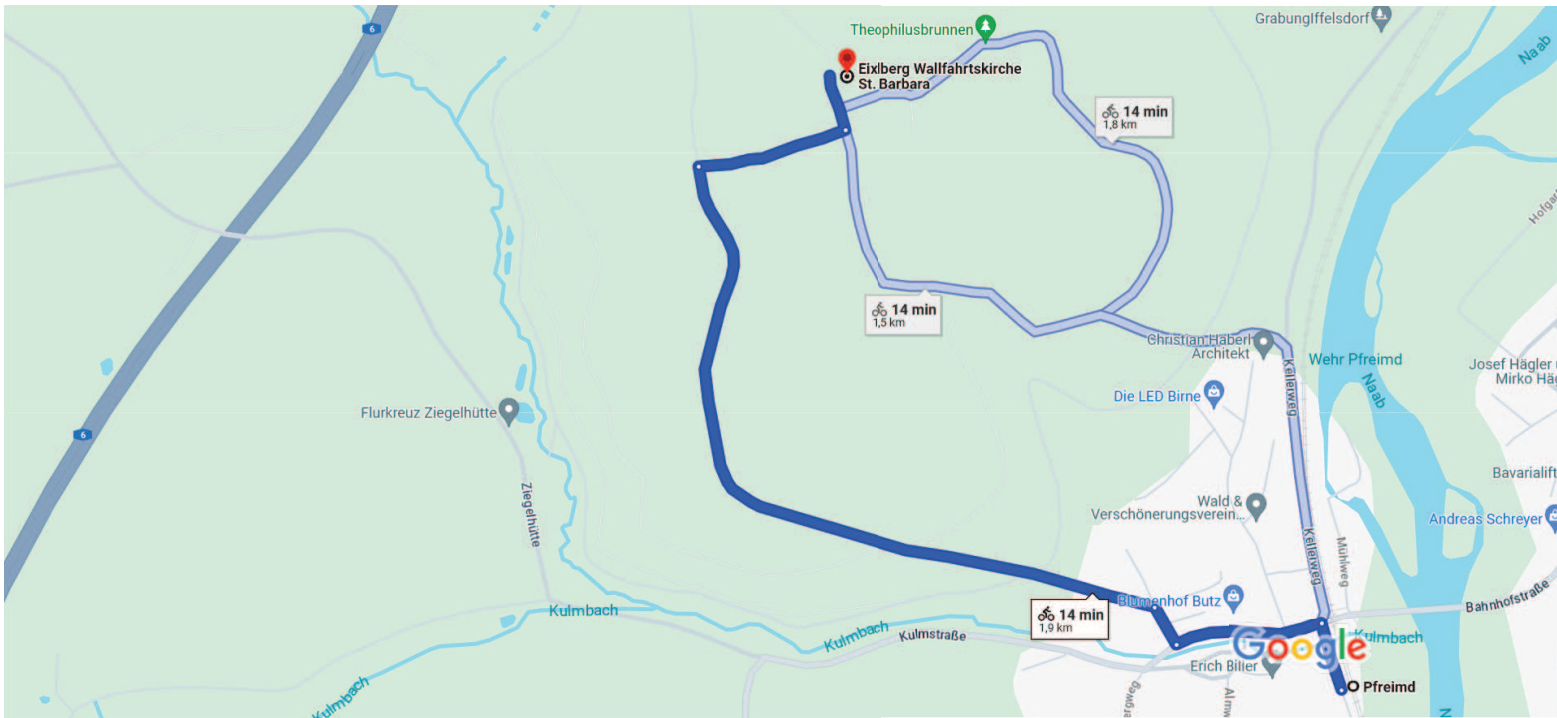 6
Theophilusbrunnen
GrabungIffelsdorf
Naab
Eixlberg Wallfahrtskirche
St. Barbara
14 min
1,8 km
14 min
1,5 km
Christian Haberl
Architekt
Kellerweg
Wehr Pfreimd
Naab
Josef Hägler
Die LED Birne
Flurkreuz Ziegelhütte
6
Ziegelhütte
Bavarialift
Wald &
Verschönerungsverein...
Andreas Schreyer
Kellerweg
Mühlweg
Bahnhofstraße
Blumenhof Butz
14 min
1,9 km
Kulmbach
Kulmbach
Kulmstraße
Google
Kulmbach
Erich Biller
Pfreimd
Kulmbach